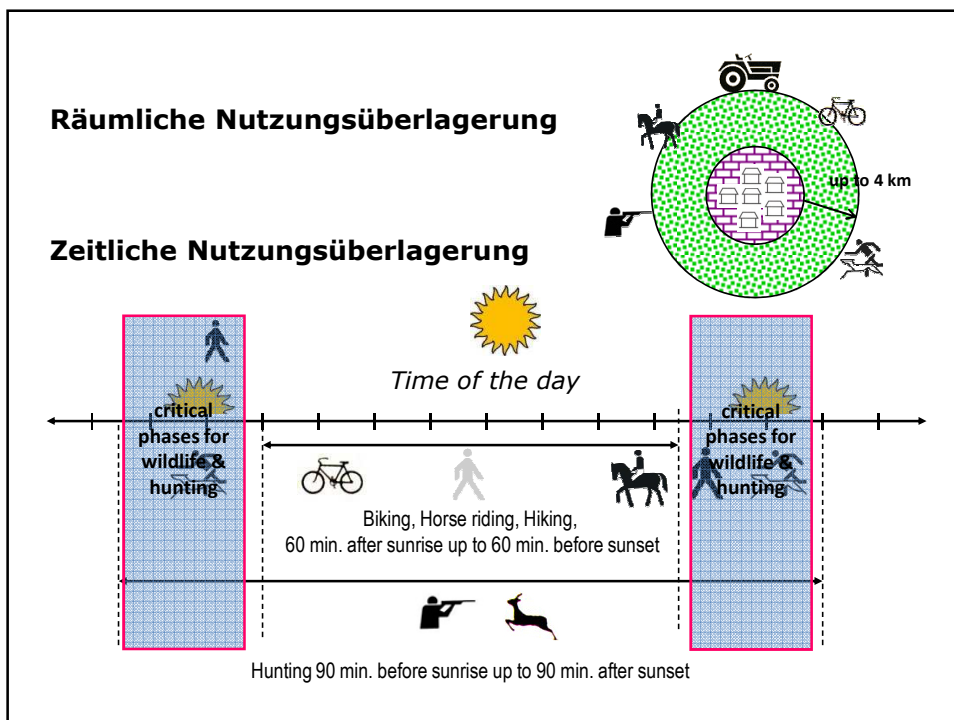 Räumliche Nutzungsüberlagerung
up to 4 km
Zeitliche Nutzungsüberlagerung
Time of the day
critical
phases for
wildlife &
hunting
critical
phases for
wildlife &
hunting
Biking, Horse riding, Hiking,
60 min. after sunrise up to 60 min. before sunset
Hunting 90 min. before sunrise up to 90 min. after sunset